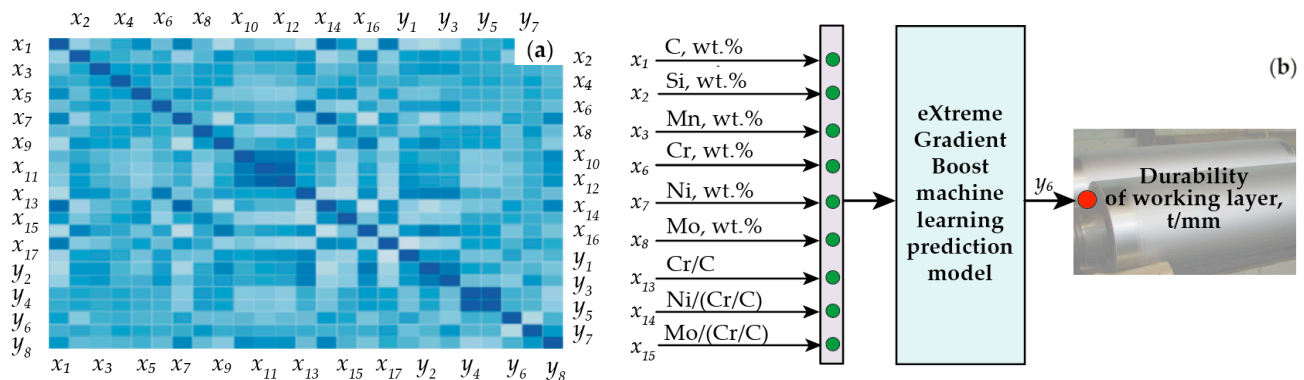 x2 x4 x6 x8 x10 x12 x14 x16 y1 y3 y5 y7
(a)
x1
x3
x5
x7
x9
x11
x13
x15
x17
y2
y4
y6
y8
x2
x4
x6
x8
x10
x12
x14
x16
y1
y3
y5
y7
x1 x3 x5 x7 x9 x11 x13 x15 x17 y2 y4 y6 y8
(b)
x1 C, wt.%
x2 Si, wt.%
x3 Mn, wt.%
x6 Cr, wt.%
x7 Ni, wt.%
x8 Mo, wt.%
x13 Cr/C
x14 Ni/(Cr/C)
x15 Mo/(Cr/C)
eXtreme
Gradient
Boost
machine
learning
prediction
model
y6
Durability
of working layer,
t/mm